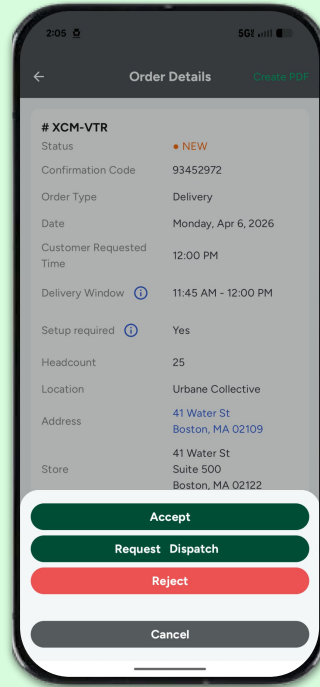 2:05
5G
Order Details
Create PDF
# XCM-VTR
Status
● NEW
Confirmation Code
93452972
Order Type
Delivery
Date
Monday, Apr 6, 2026
Customer Requested
Time
12:00 PM
Delivery Window
11:45 AM - 12:00 PM
Setup required
Yes
Headcount
25
Location
Urbane Collective
Address
41 Water St
Boston, MA 02109
Store
41 Water St
Suite 500
Boston, MA 02122
Accept
Request Dispatch
Reject
Cancel